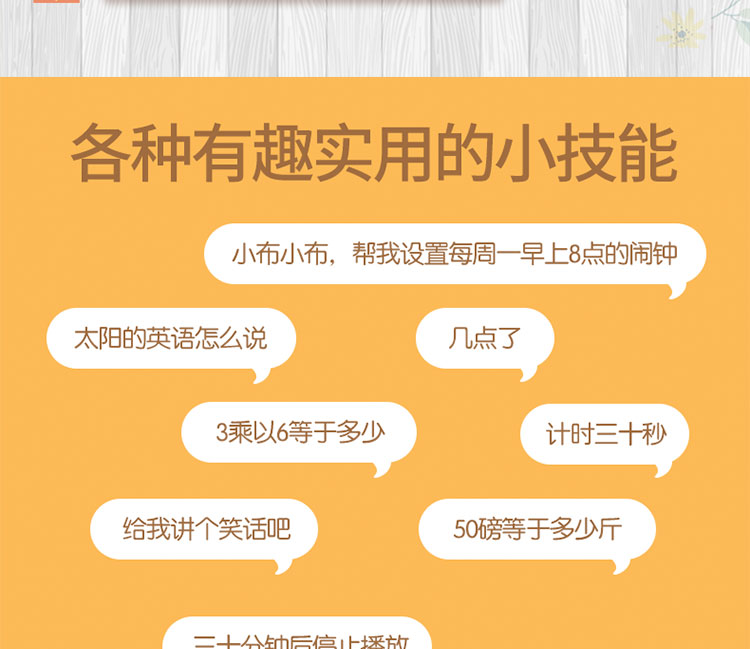 各种有趣实用的小技能
小布小布，帮我设置每周一早上8点的闹钟
太阳的英语怎么说
几点了
3乘以6等于多少
计时三十秒
给我讲个笑话吧
50磅等于多少斤
三十分钟后停止播放